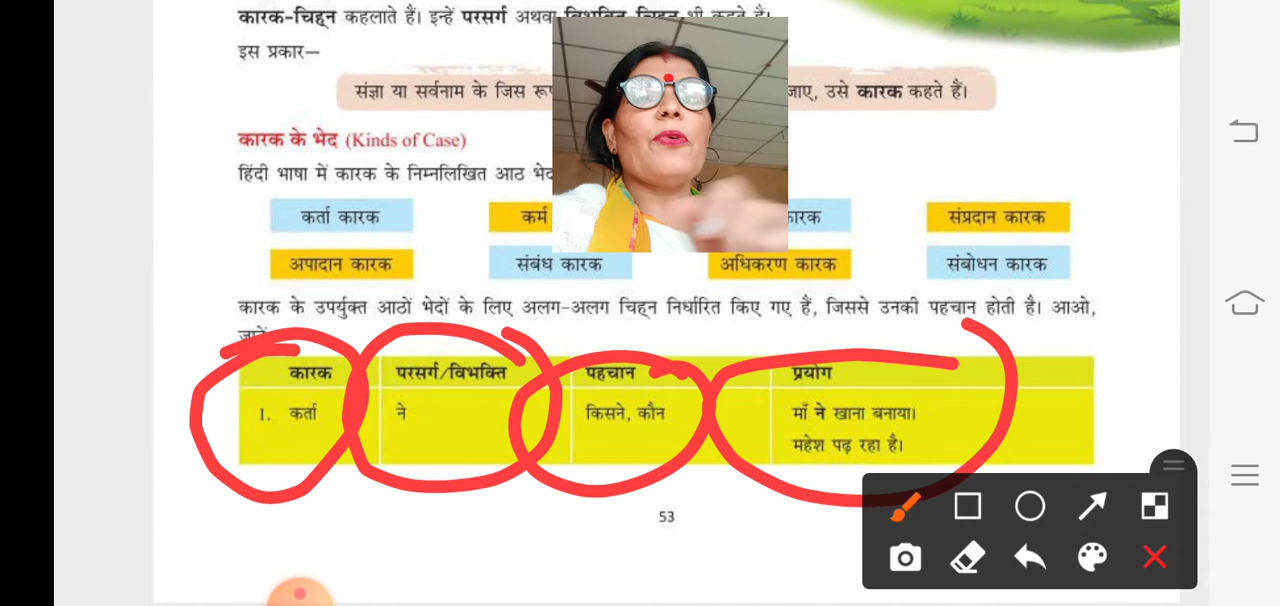 कारक-चिह्न कहलाते हैं। इन्हें परसर्ग अथवा विभक्ति चिह्न भी कहते हैं।
इस प्रकार—
संज्ञा या सर्वनाम के जिस जाए, उसे कारक कहते हैं।
कारक के भेद (Kinds of Case)
हिंदी भाषा में कारक के निम्नलिखित आठ
कर्ता कारक कर्म कारक संप्रदान कारक
अपादान कारक संबंध कारक अधिकरण कारक संबोधन कारक
कारक के उपर्युक्त आठों भेदों के लिए अलग-अलग चिह्न निर्धारित किए गए हैं, जिससे उनकी पहचान होती है। आओ,
कारक परसर्ग/विभक्ति पहचान प्रयोग
1. कर्ता ने किसने, कौन माँ ने खाना बनाया।
महेश पढ़ रहा है।
53